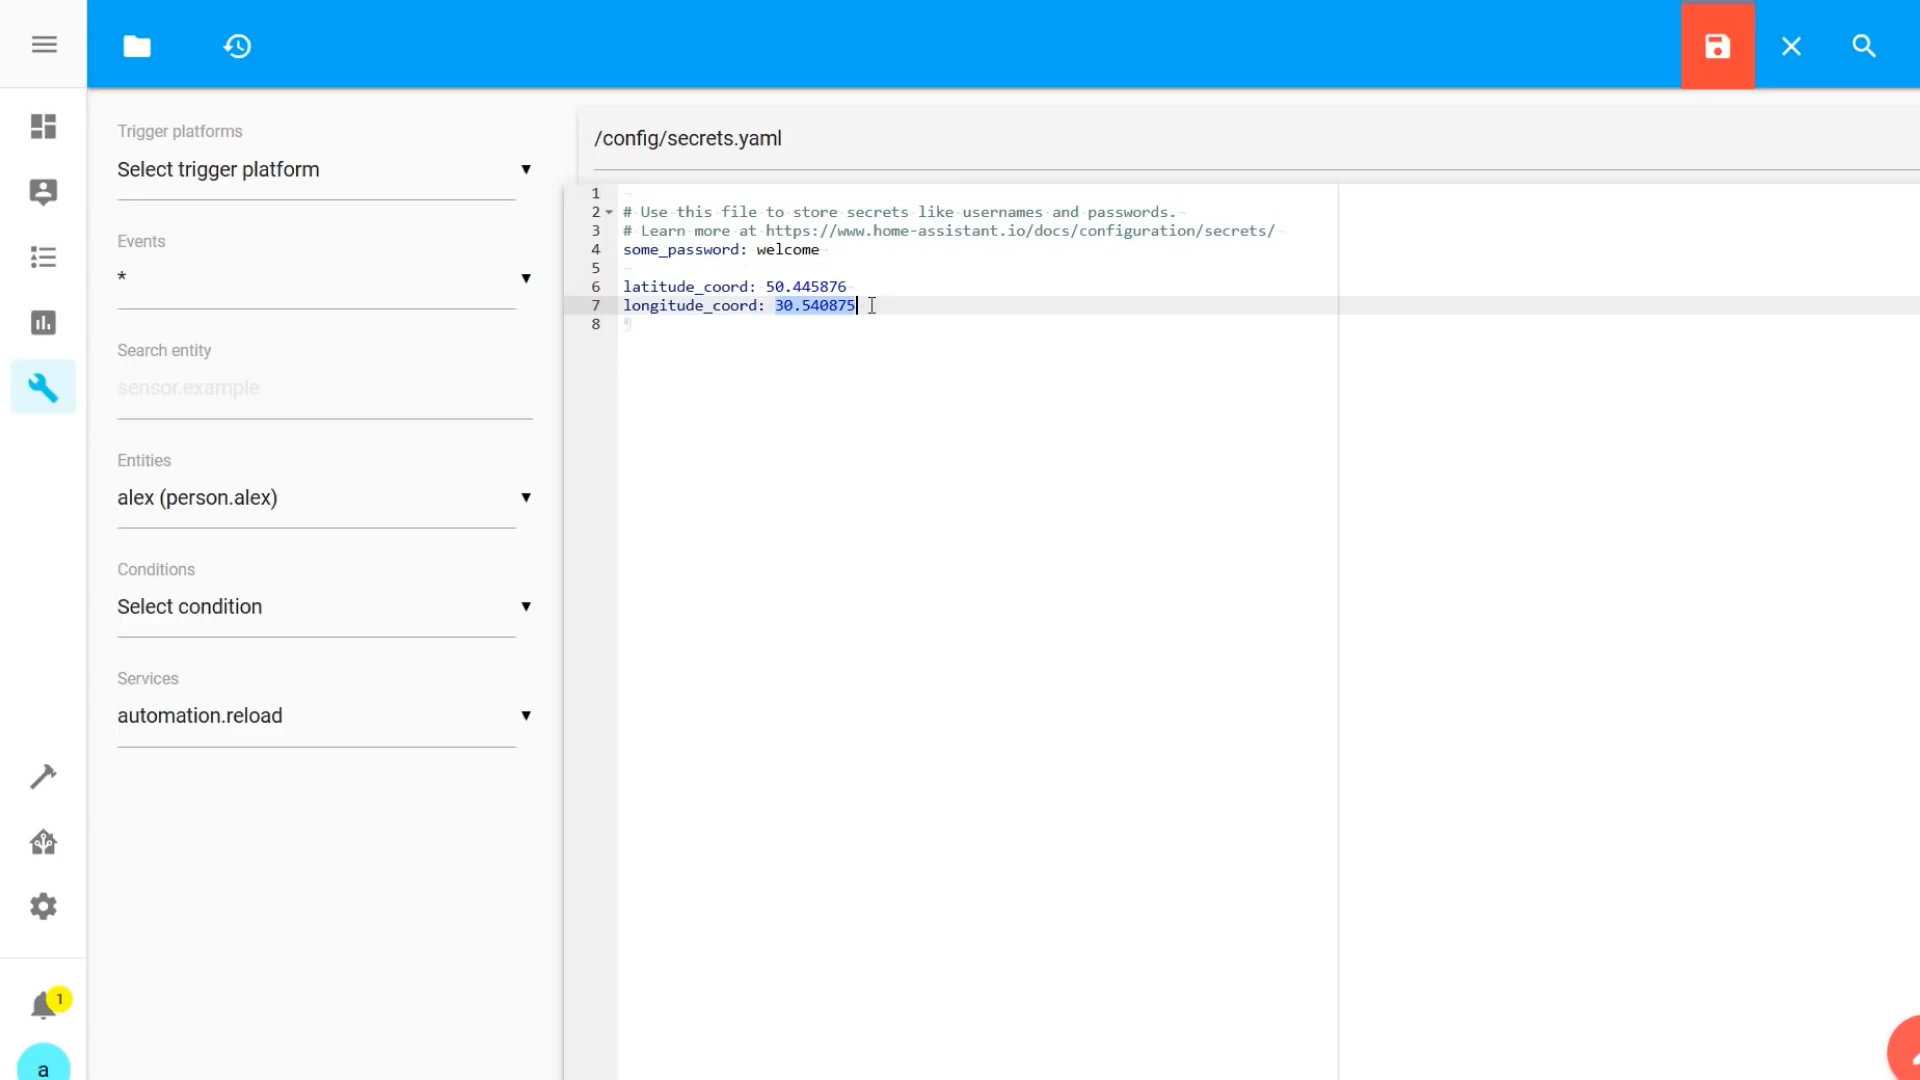 Trigger platforms
Select trigger platform
Events
*
Search entity
sensor.example
Entities
alex (person.alex)
Conditions
Select condition
Services
automation.reload
1
a
/config/secrets.yaml
1
2 # Use this file to store secrets like usernames and passwords.
3 # Learn more at https://www.home-assistant.io/docs/configuration/secrets/
4 some_password: welcome
5
6 latitude_coord: 50.445876
7 longitude_coord: 30.540875
8